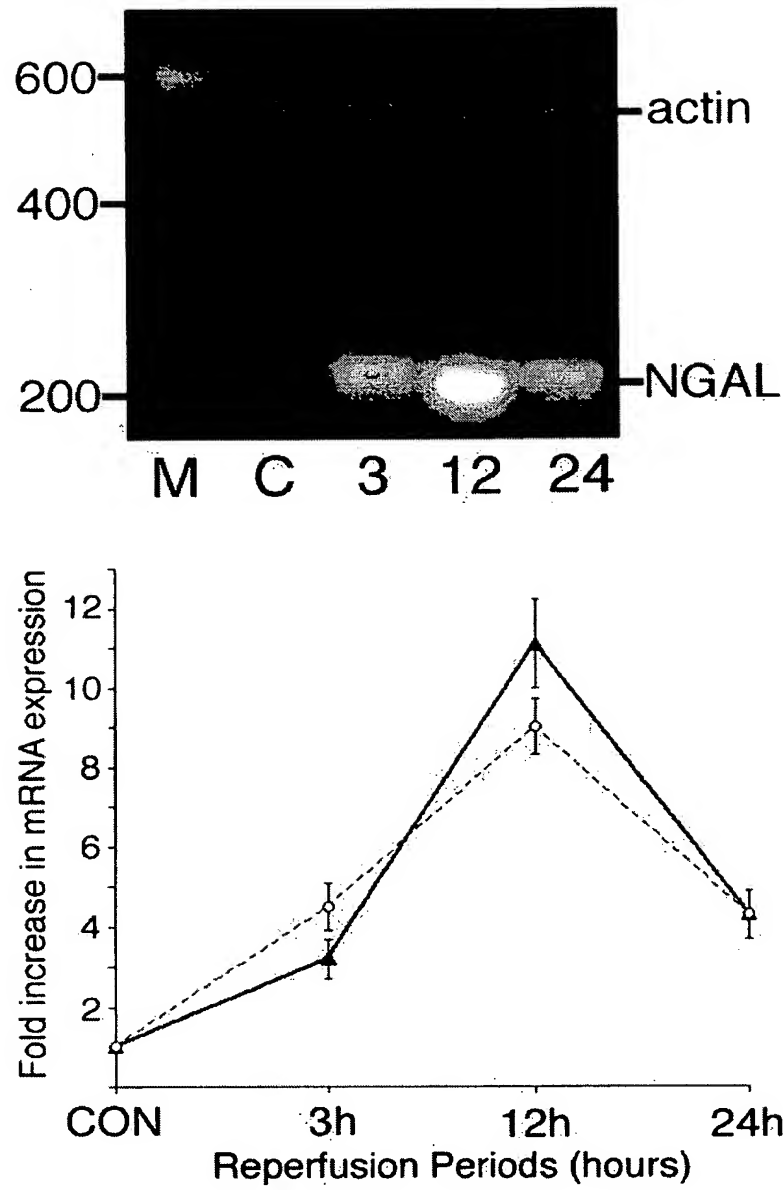 600
actin
400
200
NGAL
M C 3 12 24
Fold increase in mRNA expression
12
10
8
6
4
2
CON 3h 12h 24h
Reperfusion Periods (hours)